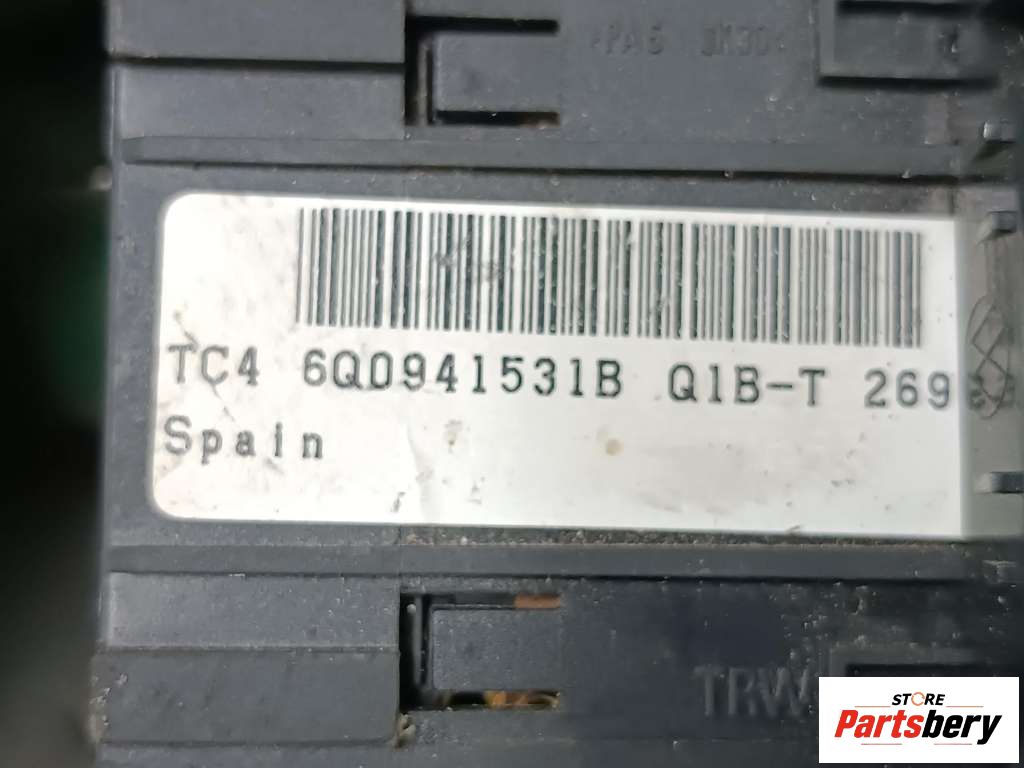 TC4 6Q0941531B Q1B-T 269
Spain
TRW
STORE
Partsbery